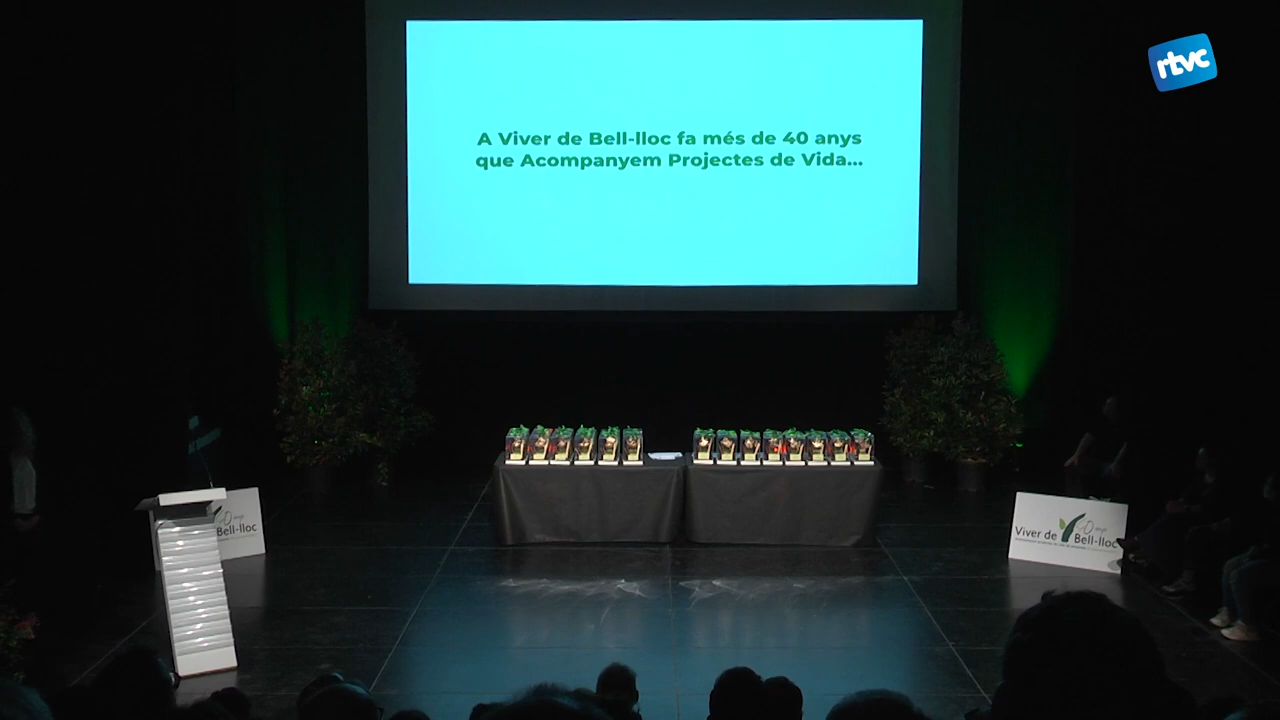 rtvc
A Viver de Bell-lloc fa més de 40 anys
que Acompanyem Projectes de Vida...
Bell-lloc
Viver de Bell-lloc